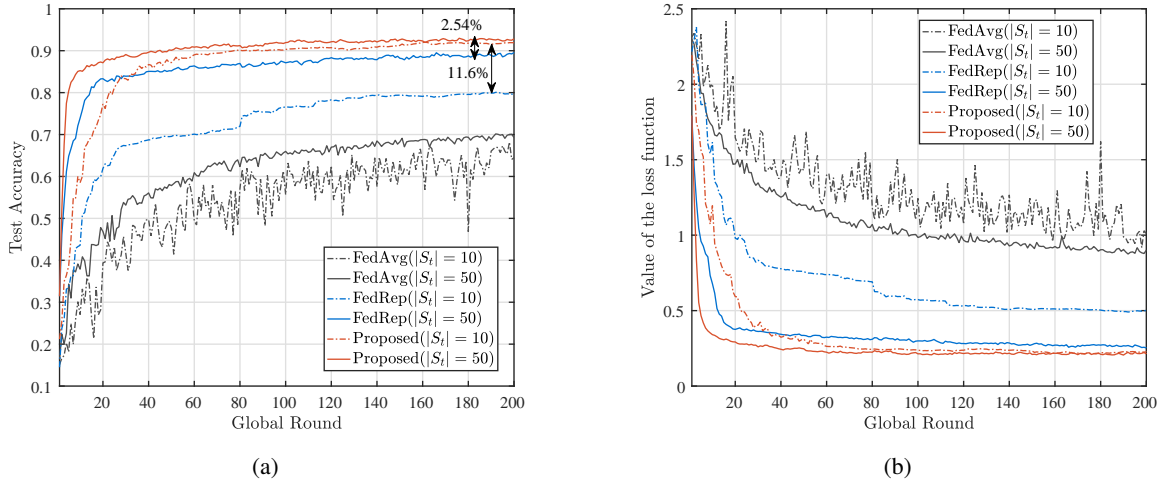 2.54%
11.6%
Test Accuracy
1
0.9
0.8
0.7
0.6
0.5
0.4
0.3
0.2
0.1
FedAvg(|S_t| = 10)
FedAvg(|S_t| = 50)
FedRep(|S_t| = 10)
FedRep(|S_t| = 50)
Proposed(|S_t| = 10)
Proposed(|S_t| = 50)
20 40 60 80 100 120 140 160 180 200
Global Round
(a)
Value of the loss function
2.5
2
1.5
1
0.5
0
FedAvg(|S_t| = 10)
FedAvg(|S_t| = 50)
FedRep(|S_t| = 10)
FedRep(|S_t| = 50)
Proposed(|S_t| = 10)
Proposed(|S_t| = 50)
20 40 60 80 100 120 140 160 180 200
Global Round
(b)